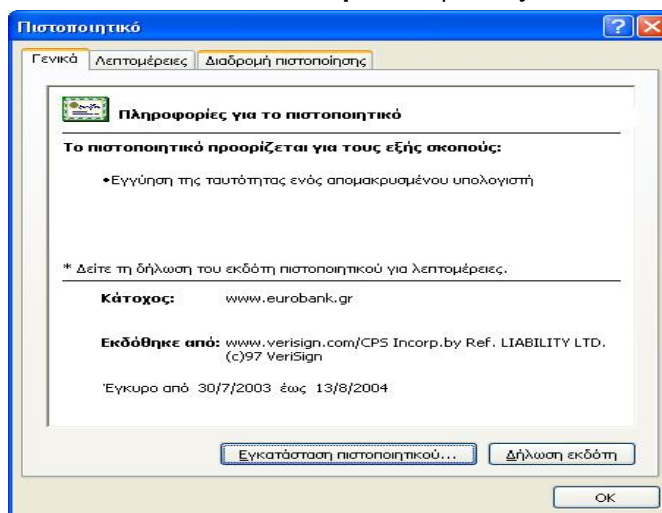 Πιστοποιητικό
Γενικά Λεπτομέρειες Διαδρομή πιστοποίησης
Πληροφορίες για το πιστοποιητικό
Το πιστοποιητικό προορίζεται για τους εξής σκοπούς:
•Εγγύηση της ταυτότητας ενός απομακρυσμένου υπολογιστή
* Δείτε τη δήλωση του εκδότη πιστοποιητικού για λεπτομέρειες.
Κάτοχος: www.eurobank.gr
Εκδόθηκε από: www.verisign.com/CPS Incorp.by Ref. LIABILITY LTD.
(c)97 VeriSign
Έγκυρο από 30/7/2003 έως 13/8/2004
Εγκατάσταση πιστοποιητικού... Δήλωση εκδότη
OK